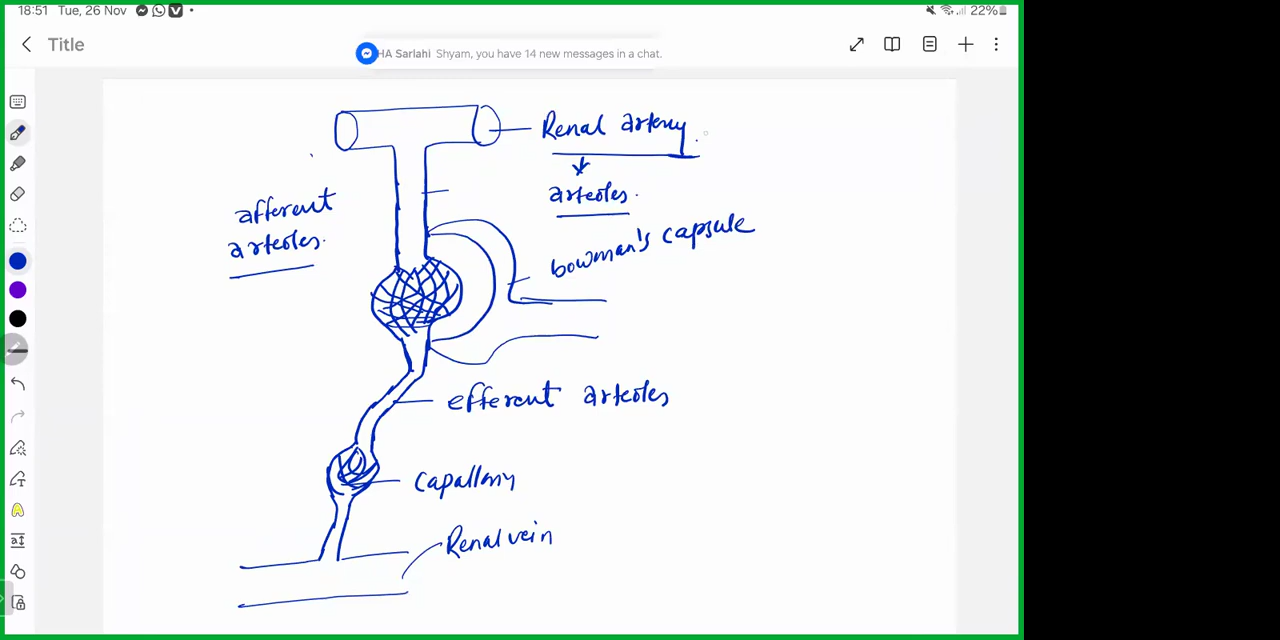 18:51 Tue, 26 Nov
22%
Title
HA Sarlahi Shyam, you have 14 new messages in a chat.
Renal artery.
arteoles.
afferent
arteoles.
bowman's capsule
efferent arteoles
Capallary
Renal vein